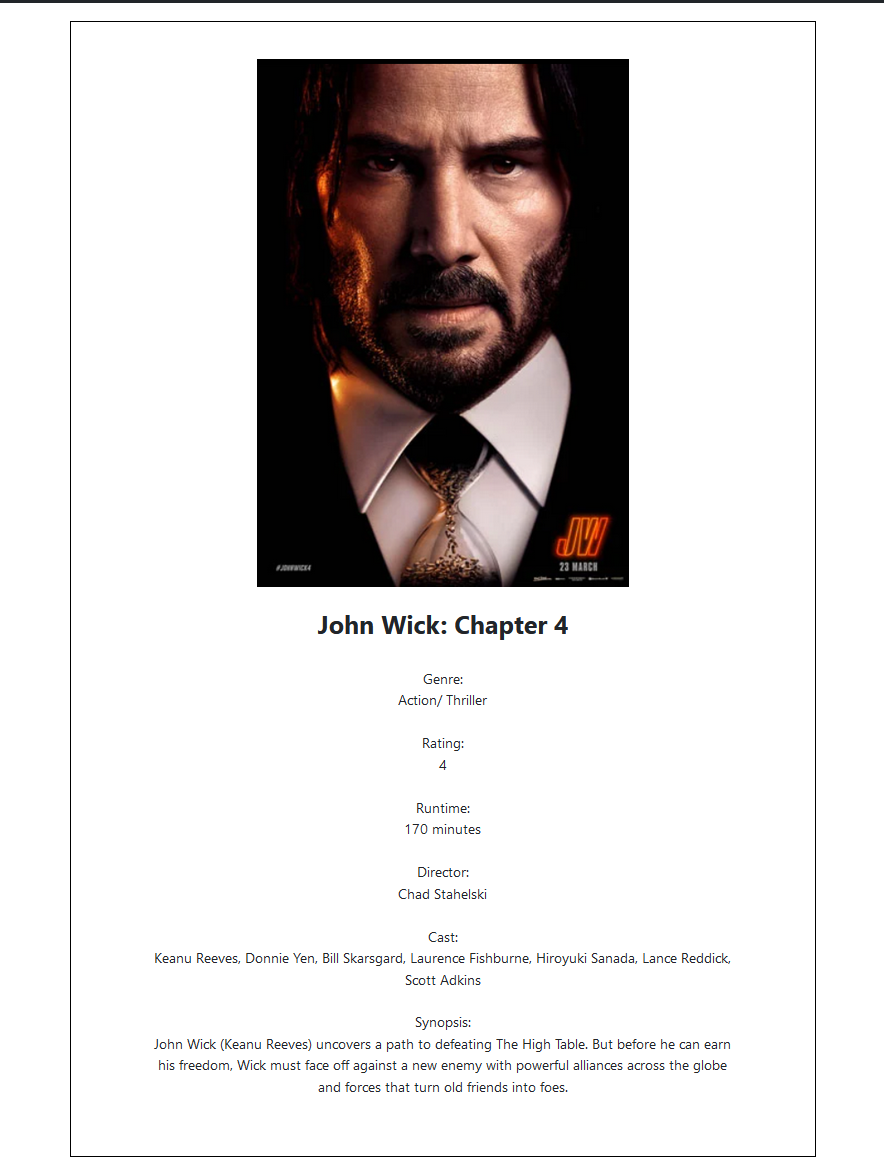 #JOHNWICK4
JW
23 MARCH
John Wick: Chapter 4
Genre:
Action/ Thriller
Rating:
4
Runtime:
170 minutes
Director:
Chad Stahelski
Cast:
Keanu Reeves, Donnie Yen, Bill Skarsgard, Laurence Fishburne, Hiroyuki Sanada, Lance Reddick,
Scott Adkins
Synopsis:
John Wick (Keanu Reeves) uncovers a path to defeating The High Table. But before he can earn
his freedom, Wick must face off against a new enemy with powerful alliances across the globe
and forces that turn old friends into foes.